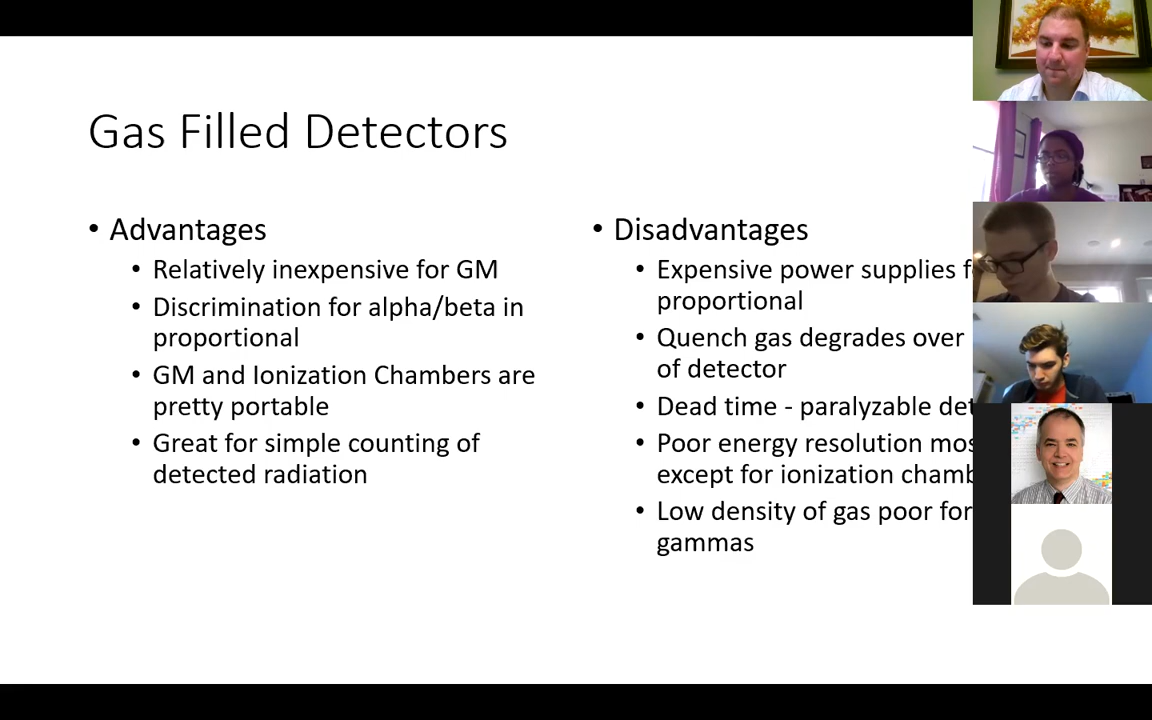 Gas Filled Detectors
• Advantages
• Relatively inexpensive for GM
• Discrimination for alpha/beta in
proportional
• GM and Ionization Chambers are
pretty portable
• Great for simple counting of
detected radiation
• Disadvantages
• Expensive power supplies
proportional
• Quench gas degrades over
of detector
• Dead time - paralyzable
• Poor energy resolution
except for ionization
• Low density of gas poor for
gammas